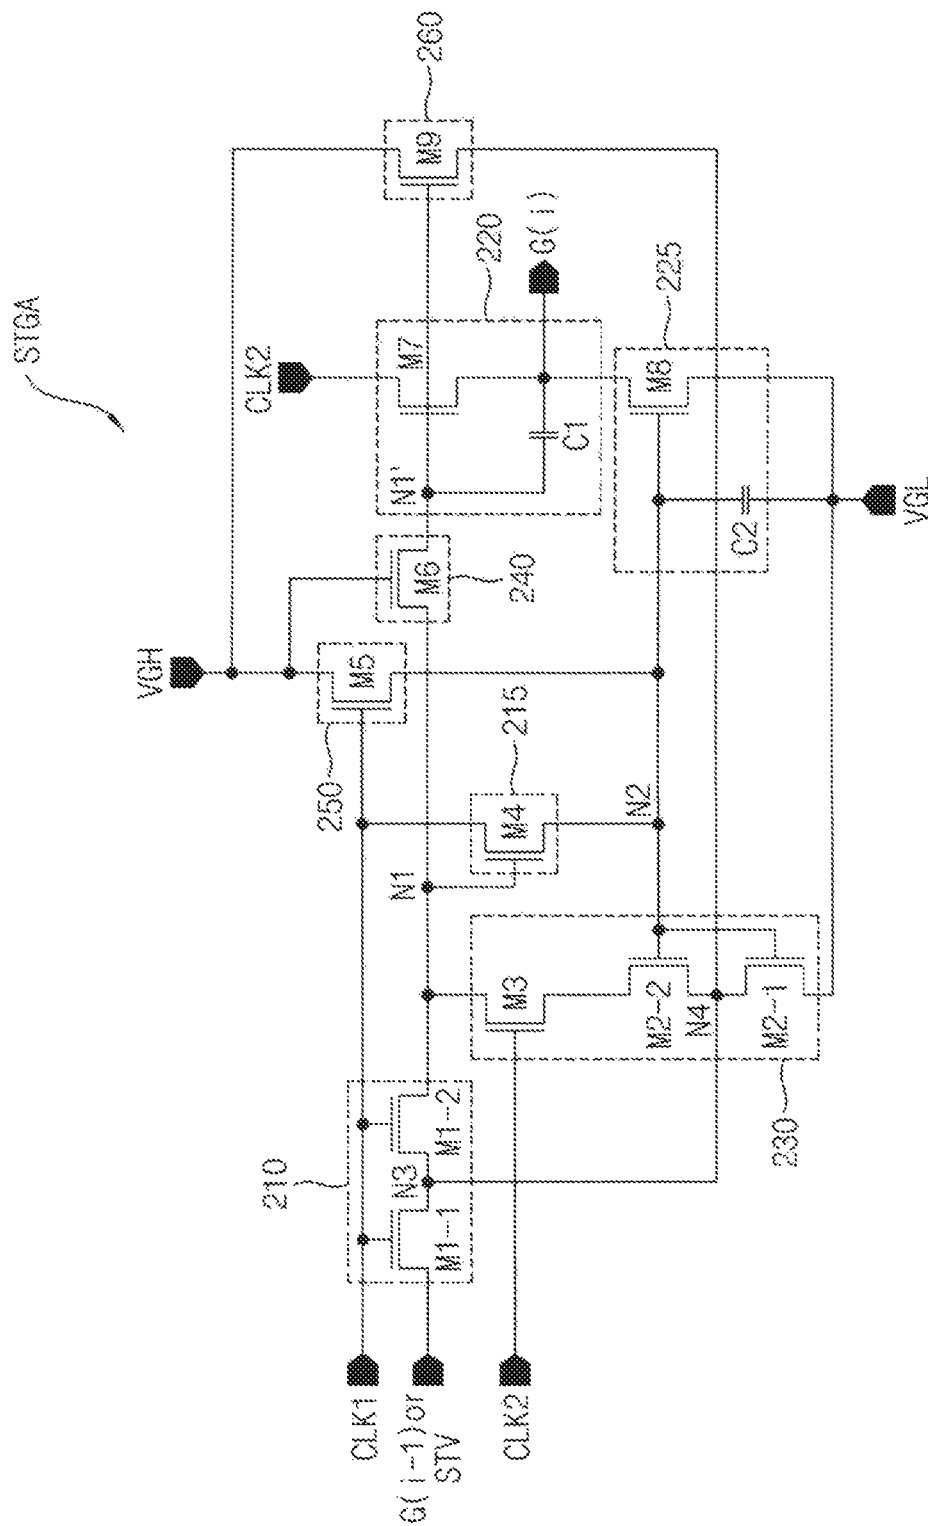 STGA
VGH
CLK2
260
M9
250
M5
M6
240
N1'
M7
220
C1
G(i)
210
N3
M1-1
M1-2
N1
M4
215
N2
M3
M2-2
N4
M2-1
230
C2
M8
225
VGL
CLK1
G(i-1)or
STV
CLK2